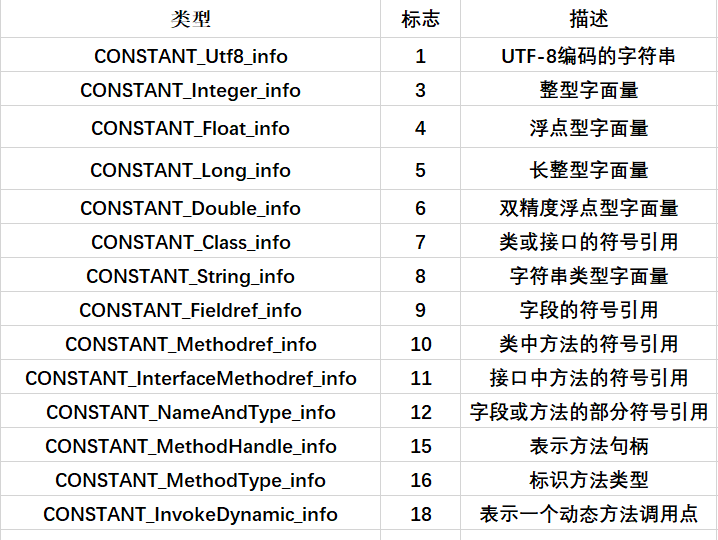 类型 标志 描述
CONSTANT_Utf8_info 1 UTF-8编码的字符串
CONSTANT_Integer_info 3 整型字面量
CONSTANT_Float_info 4 浮点型字面量
CONSTANT_Long_info 5 长整型字面量
CONSTANT_Double_info 6 双精度浮点型字面量
CONSTANT_Class_info 7 类或接口的符号引用
CONSTANT_String_info 8 字符串类型字面量
CONSTANT_Fieldref_info 9 字段的符号引用
CONSTANT_Methodref_info 10 类中方法的符号引用
CONSTANT_InterfaceMethodref_info 11 接口中方法的符号引用
CONSTANT_NameAndType_info 12 字段或方法的部分符号引用
CONSTANT_MethodHandle_info 15 表示方法句柄
CONSTANT_MethodType_info 16 标识方法类型
CONSTANT_InvokeDynamic_info 18 表示一个动态方法调用点